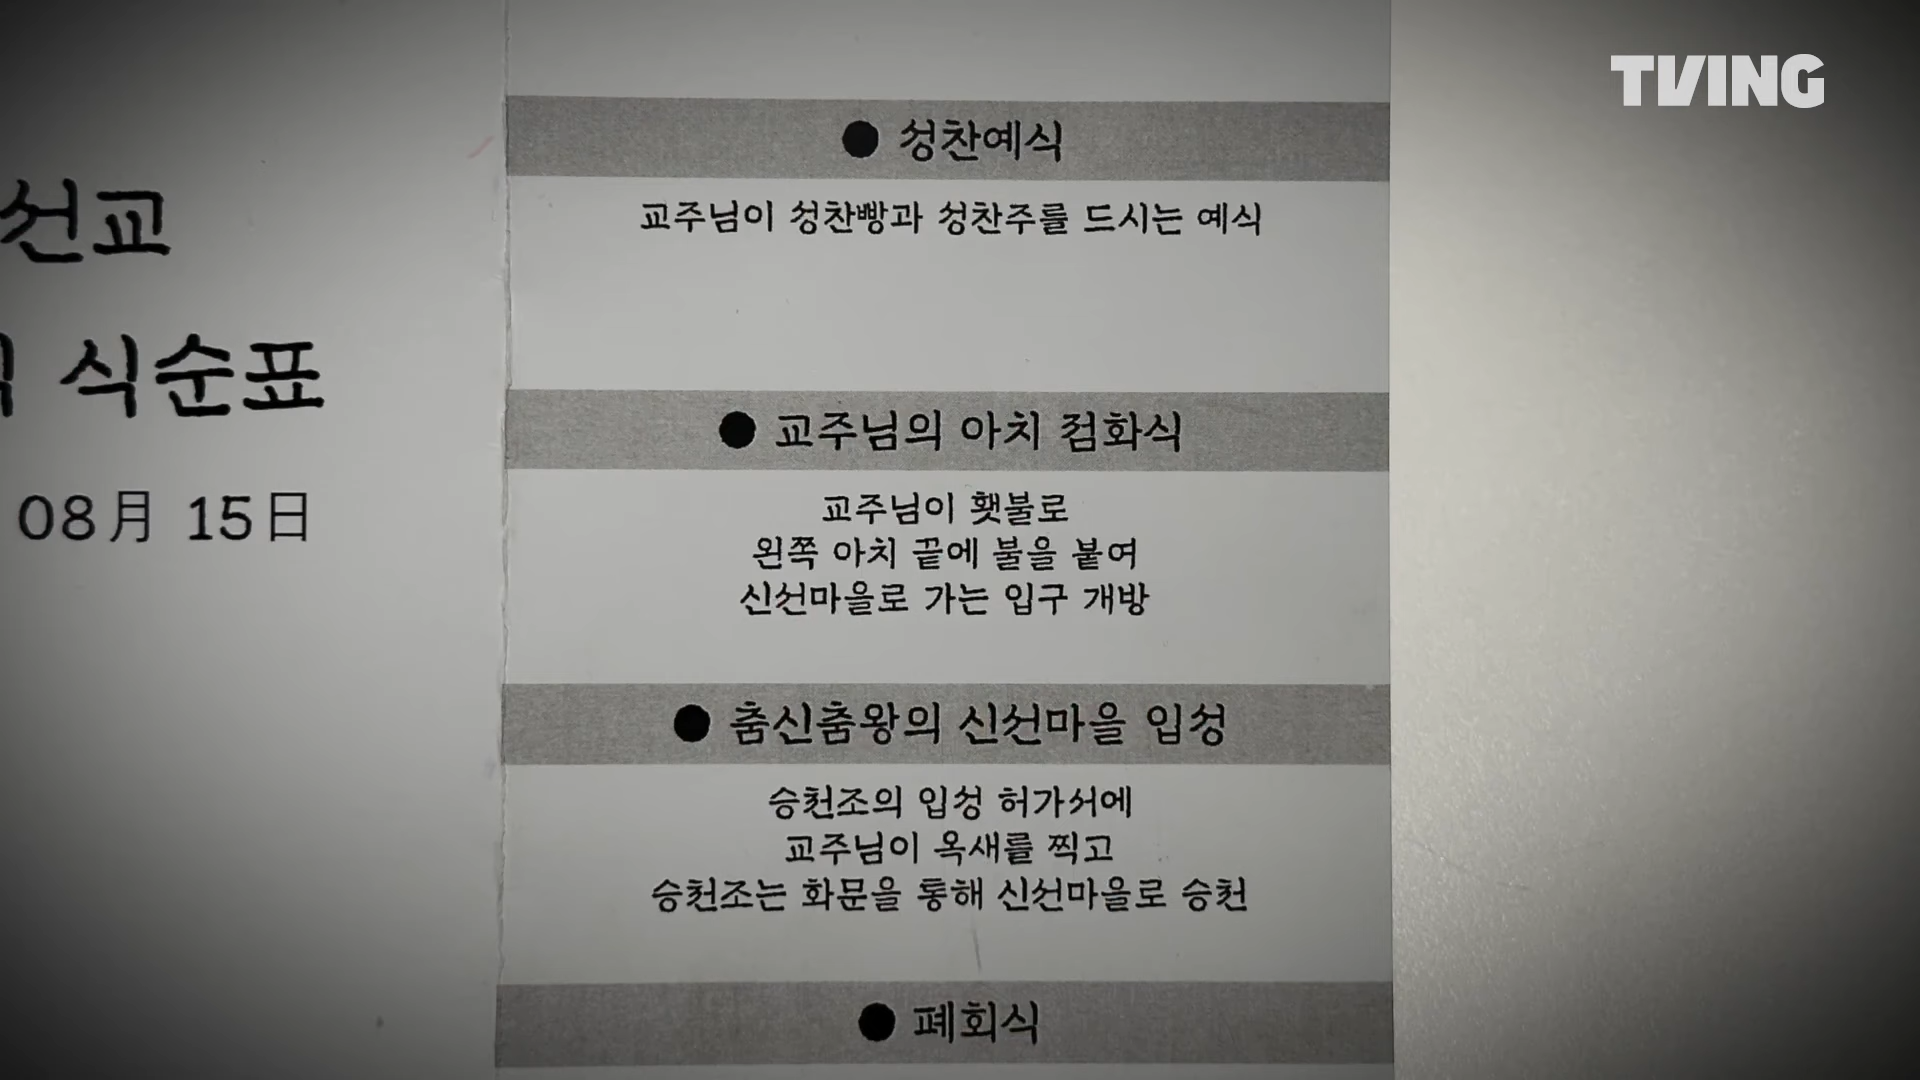 TVING
선교
식순표
08月 15日
● 성찬예식
교주님이 성찬빵과 성찬주를 드시는 예식
● 교주님의 아치 점화식
교주님이 횃불로
왼쪽 아치 끝에 불을 붙여
신선마을로 가는 입구 개방
● 춤신춤왕의 신선마을 입성
승천조의 입성 허가서에
교주님이 옥새를 찍고
승천조는 화문을 통해 신선마을로 승천
● 폐회식